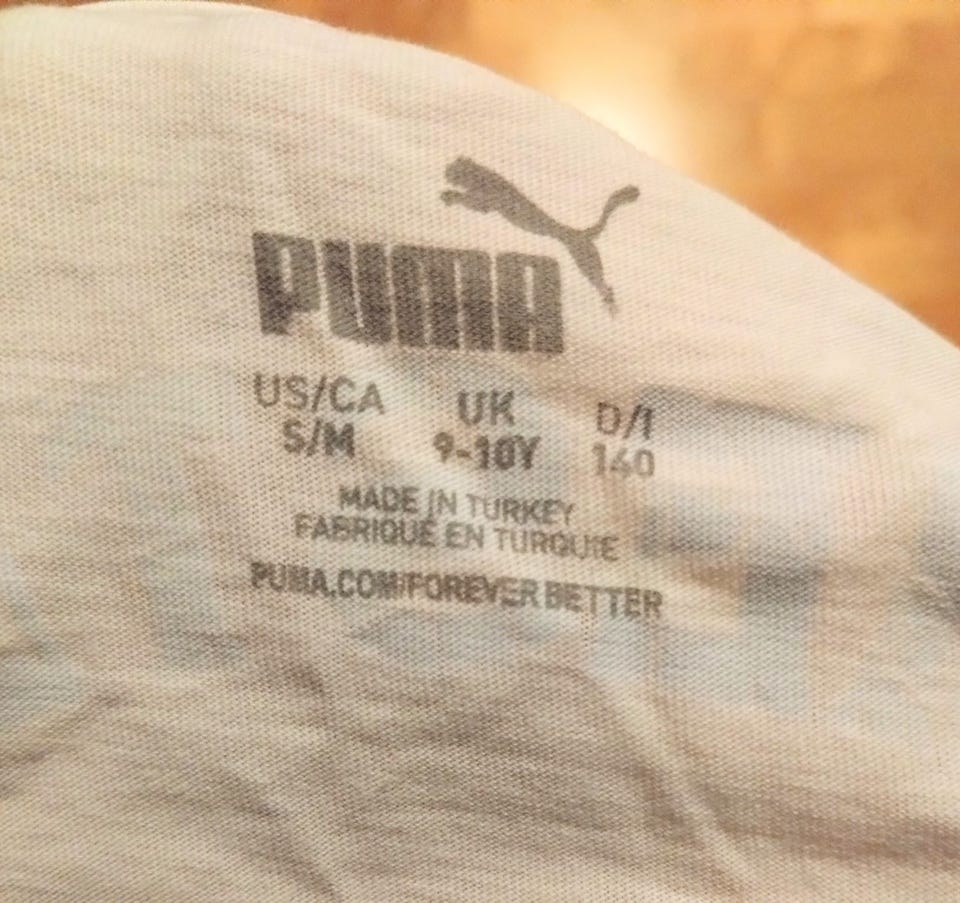 PUMA
US/CA UK D/I
S/M 9-10Y 140
MADE IN TURKEY
FABRIQUÉ EN TURQUIE
PUMA.COM/FOREVER BETTER